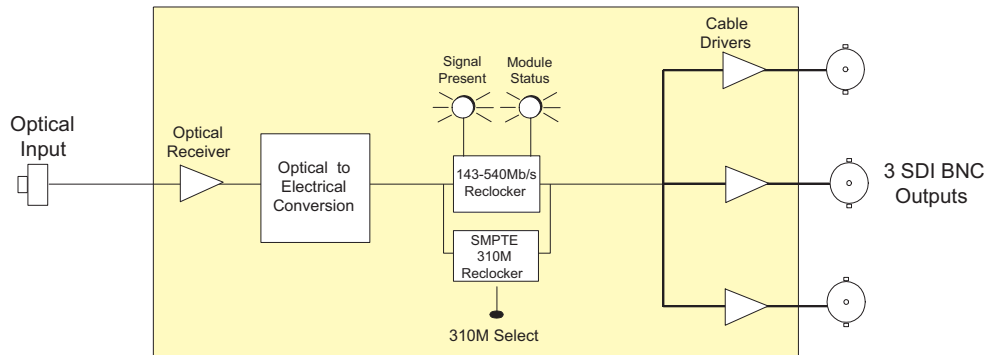 Cable
Drivers
Signal
Present
Module
Status
Optical
Input
Optical
Receiver
Optical to
Electrical
Conversion
143-540Mb/s
Reclocker
3 SDI BNC
Outputs
SMPTE
310M
Reclocker
310M Select